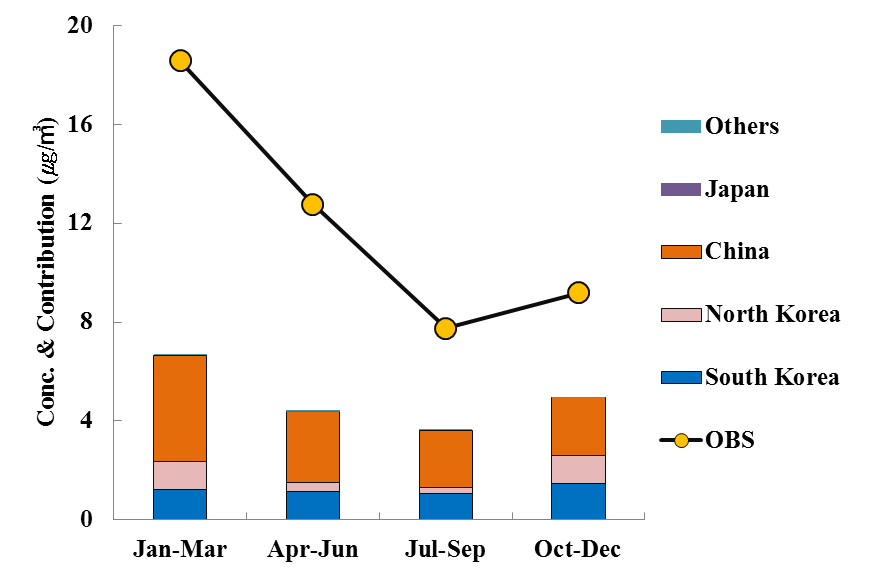 20
16
12
8
4
0
Conc. & Contribution (㎍/㎥)
Jan-Mar
Apr-Jun
Jul-Sep
Oct-Dec
Others
Japan
China
North Korea
South Korea
OBS